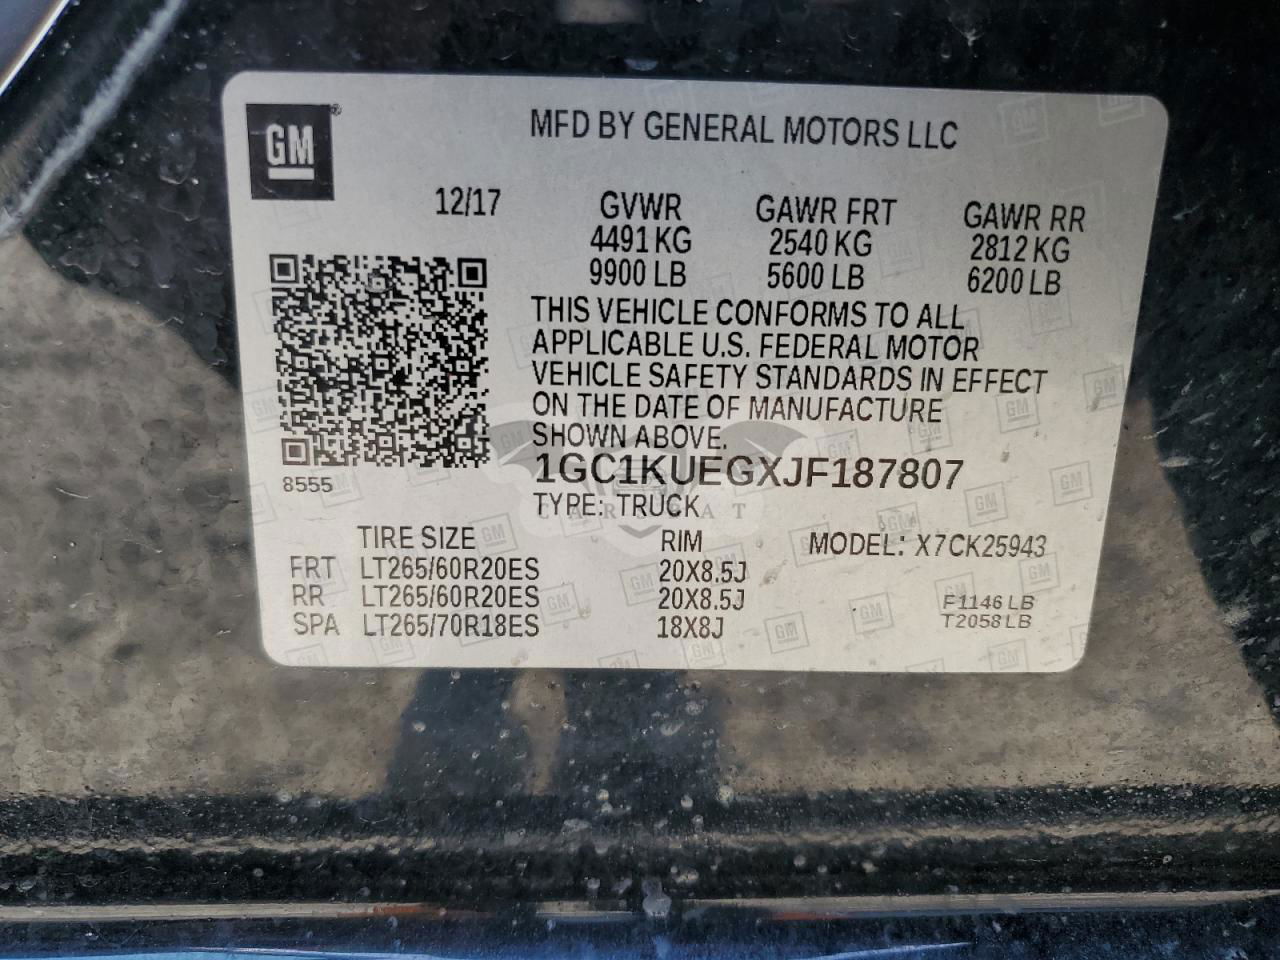 GM
MFD BY GENERAL MOTORS LLC
12/17 GVWR GAWR FRT GAWR RR
4491 KG 2540 KG 2812 KG
9900 LB 5600 LB 6200 LB
THIS VEHICLE CONFORMS TO ALL
APPLICABLE U.S. FEDERAL MOTOR
VEHICLE SAFETY STANDARDS IN EFFECT
ON THE DATE OF MANUFACTURE
SHOWN ABOVE.
8555
1GC1KUEGXJF187807
TYPE: TRUCK
TIRE SIZE RIM MODEL: X7CK25943
FRT LT265/60R20ES 20X8.5J
RR LT265/60R20ES 20X8.5J F1146 LB
SPA LT265/70R18ES 18X8J T2058 LB